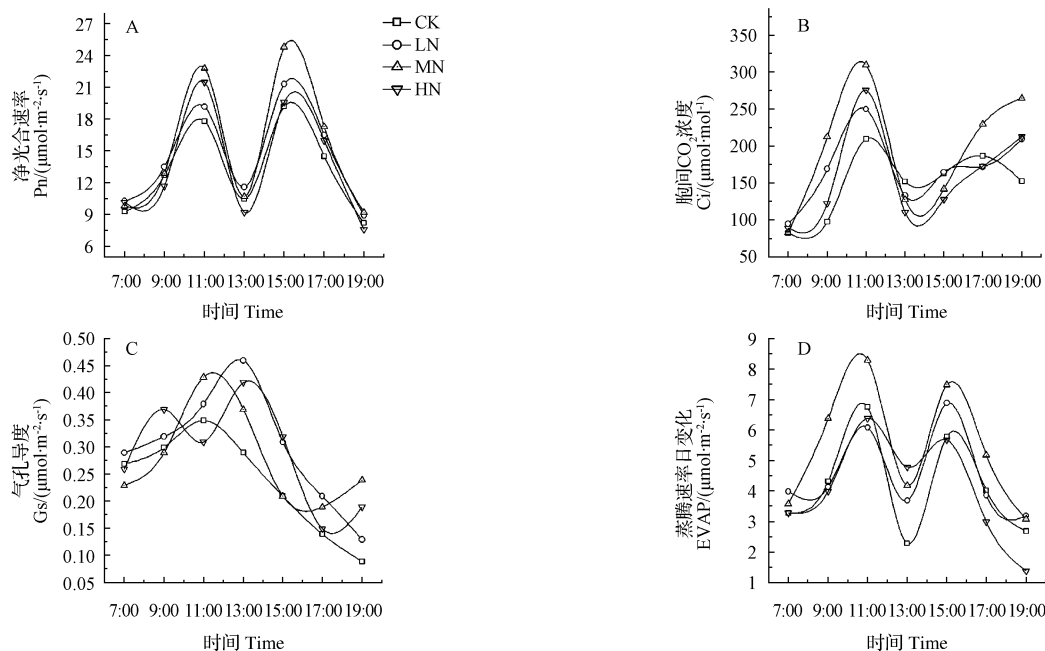 A
CK
LN
MN
HN
27
24
21
18
15
12
9
6
净光合速率
Pn/(μmol·m⁻²·s⁻¹)
7:00 9:00 11:00 13:00 15:00 17:00 19:00
时间 Time
B
350
300
250
200
150
100
50
胞间CO₂浓度
Ci/(μmol·mol⁻¹)
7:00 9:00 11:00 13:00 15:00 17:00 19:00
时间 Time
C
0.50
0.45
0.40
0.35
0.30
0.25
0.20
0.15
0.10
0.05
气孔导度
Gs/(μmol·m⁻²·s⁻¹)
7:00 9:00 11:00 13:00 15:00 17:00 19:00
时间 Time
D
9
8
7
6
5
4
3
2
1
蒸腾速率日变化
EVAP/(μmol·m⁻²·s⁻¹)
7:00 9:00 11:00 13:00 15:00 17:00 19:00
时间 Time